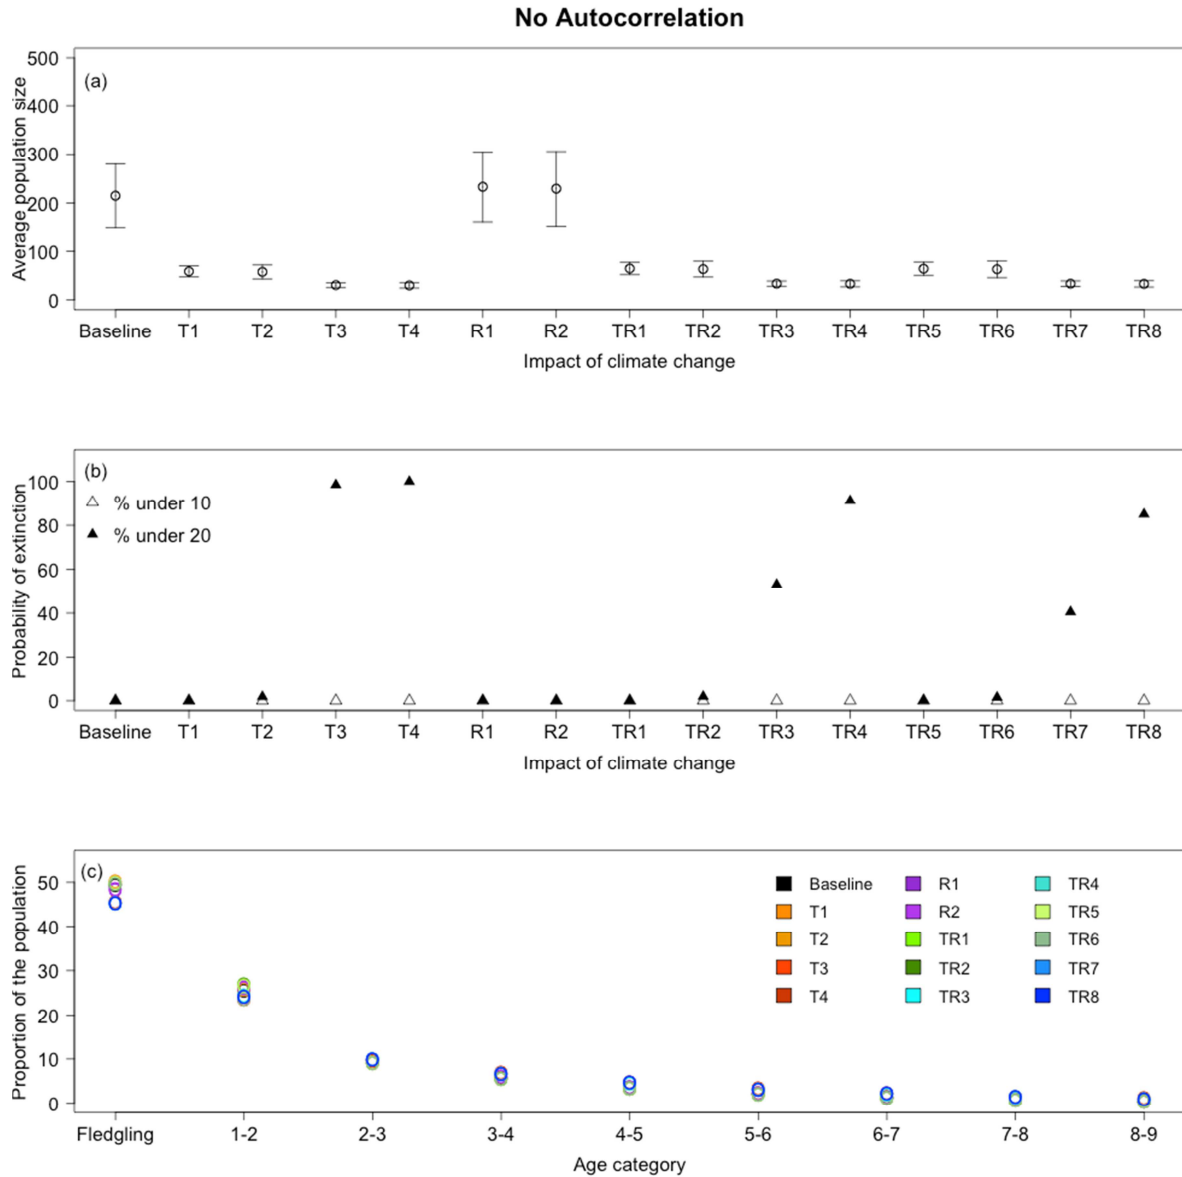 No Autocorrelation
(a)
Average population size
500
400
300
200
100
0
Baseline T1 T2 T3 T4 R1 R2 TR1 TR2 TR3 TR4 TR5 TR6 TR7 TR8
Impact of climate change
(b)
% under 10
% under 20
Probability of extinction
100
80
60
40
20
0
Baseline T1 T2 T3 T4 R1 R2 TR1 TR2 TR3 TR4 TR5 TR6 TR7 TR8
Impact of climate change
(c)
Proportion of the population
50
40
30
20
10
0
Baseline R1 TR4
T1 R2 TR5
T2 TR1 TR6
T3 TR2 TR7
T4 TR3 TR8
Fledgling 1-2 2-3 3-4 4-5 5-6 6-7 7-8 8-9
Age category